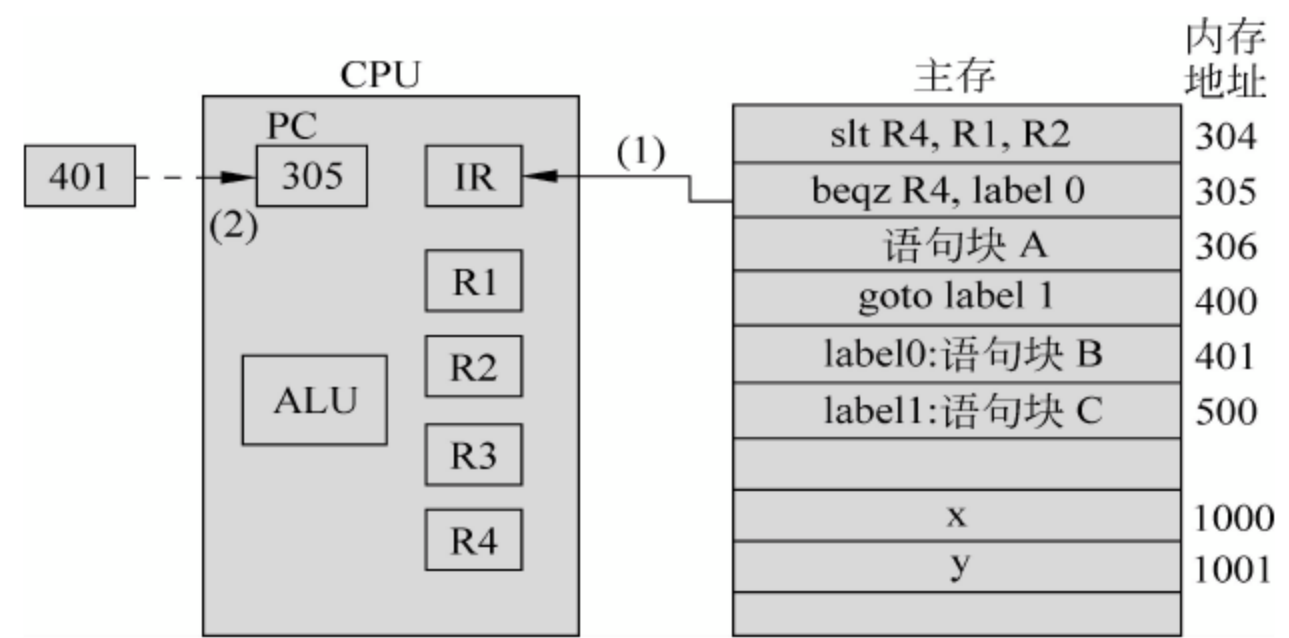 CPU
PC
401
305
(2)
IR
(1)
R1
R2
R3
R4
ALU
主存
内存
地址
slt R4, R1, R2
304
beqz R4, label 0
305
语句块 A
306
goto label 1
400
label0:语句块 B
401
label1:语句块 C
500
x
1000
y
1001